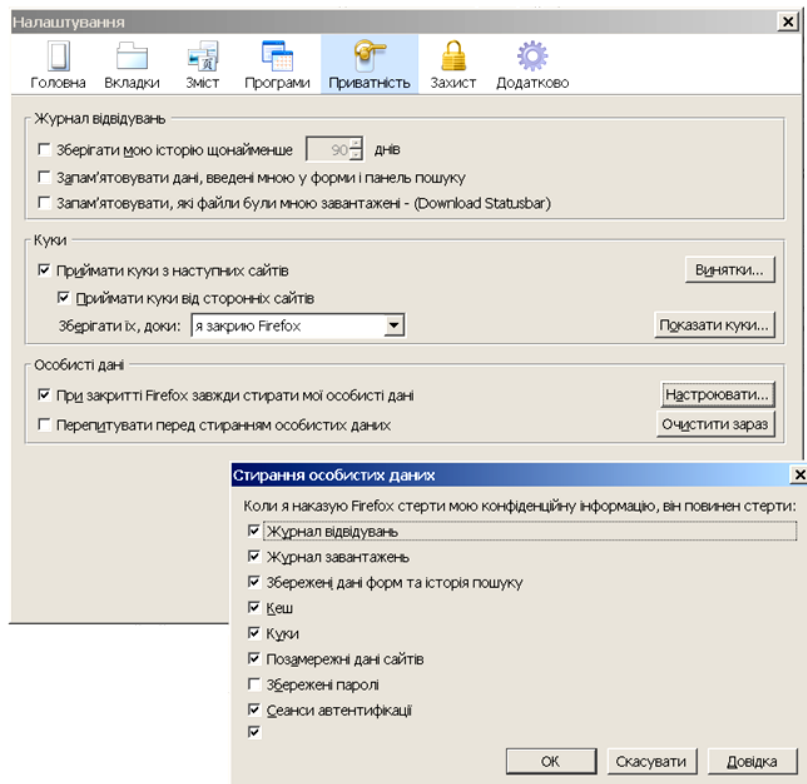 Налаштування
Головна Вкладки Зміст Програми Приватність Захист Додатково
Журнал відвідувань
Зберігати мою історію щонайменше 90 днів
Запам'ятовувати дані, введені мною у форми і панель пошуку
Запам'ятовувати, які файли були мною завантажені - (Download Statusbar)
Куки
Приймати куки з наступних сайтів Винятки...
Приймати куки від сторонніх сайтів
Зберігати їх, доки: я закрию Firefox Показати куки...
Особисті дані
При закритті Firefox завжди стирати мої особисті дані Настроювати...
Перепитувати перед стиранням особистих даних Очистити зараз
Стирання особистих даних
Коли я наказую Firefox стерти мою конфіденційну інформацію, він повинен стерти:
Журнал відвідувань
Журнал завантажень
Збережені дані форм та історія пошуку
Кеш
Куки
Позамережні дані сайтів
Збережені паролі
Сеанси автентифікації
OK Скасувати Довідка